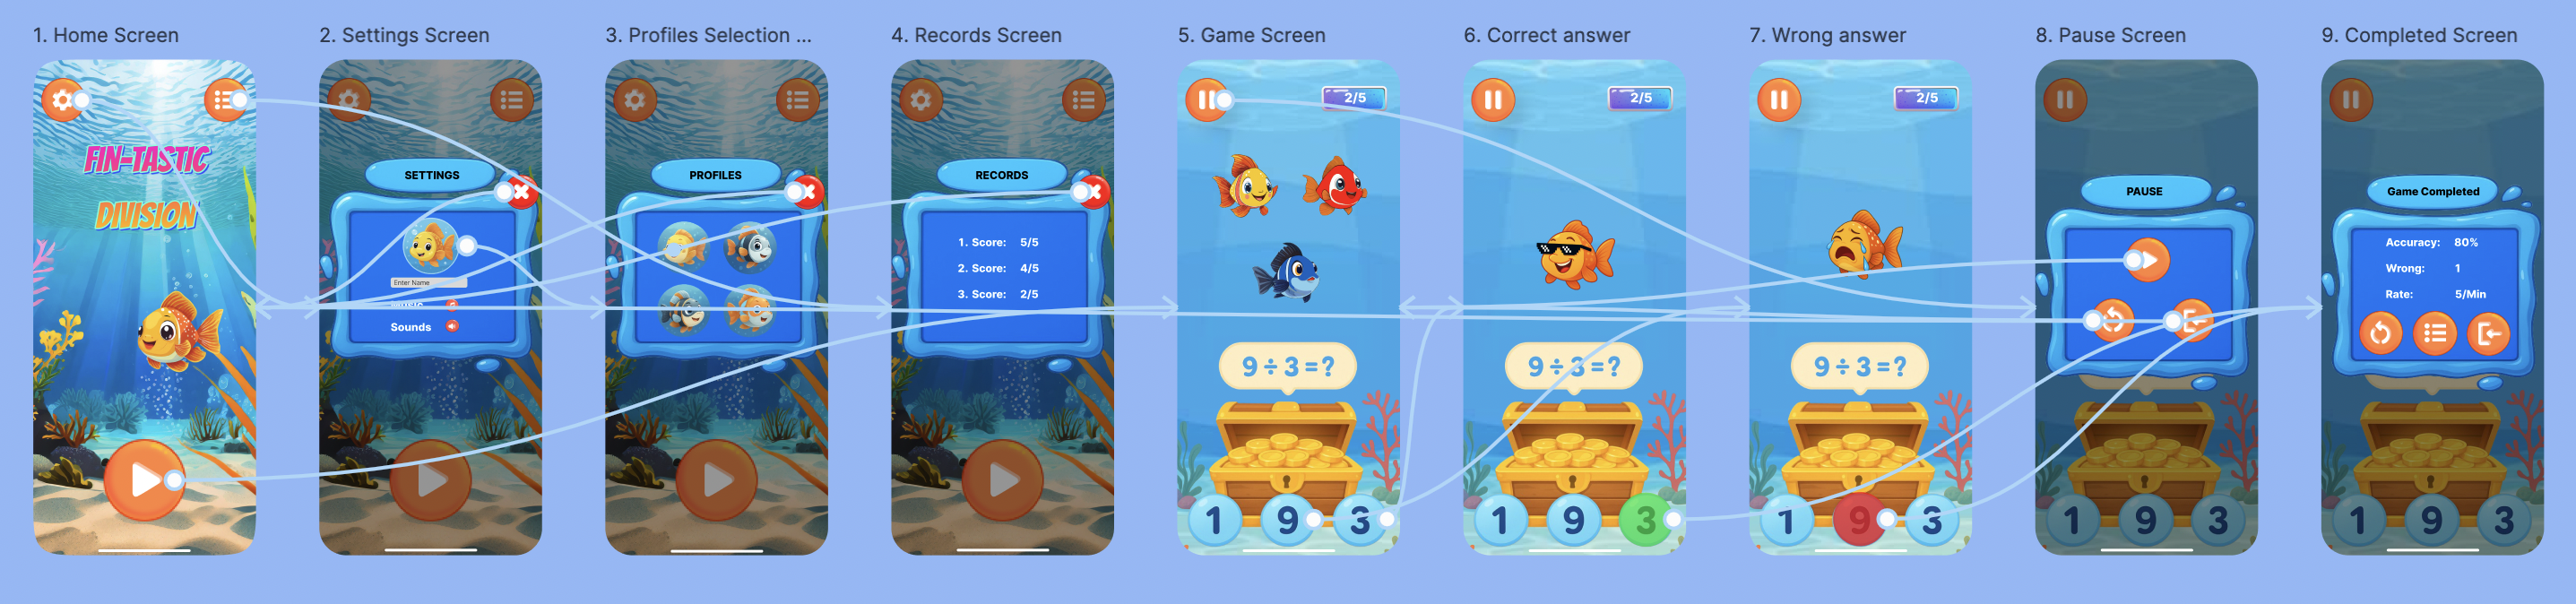 1. Home Screen
FIN-TASTIC
DIVISION
2. Settings Screen
SETTINGS
Enter Name
Sounds
3. Profiles Selection ...
PROFILES
4. Records Screen
RECORDS
1. Score: 5/5
2. Score: 4/5
3. Score: 2/5
5. Game Screen
2/5
9÷3=?
1 9 3
6. Correct answer
2/5
9÷3=?
1 9 3
7. Wrong answer
2/5
9÷3=?
1 9 3
8. Pause Screen
PAUSE
1 9 3
9. Completed Screen
Game Completed
Accuracy: 80%
Wrong: 1
Rate: 5/Min
1 9 3